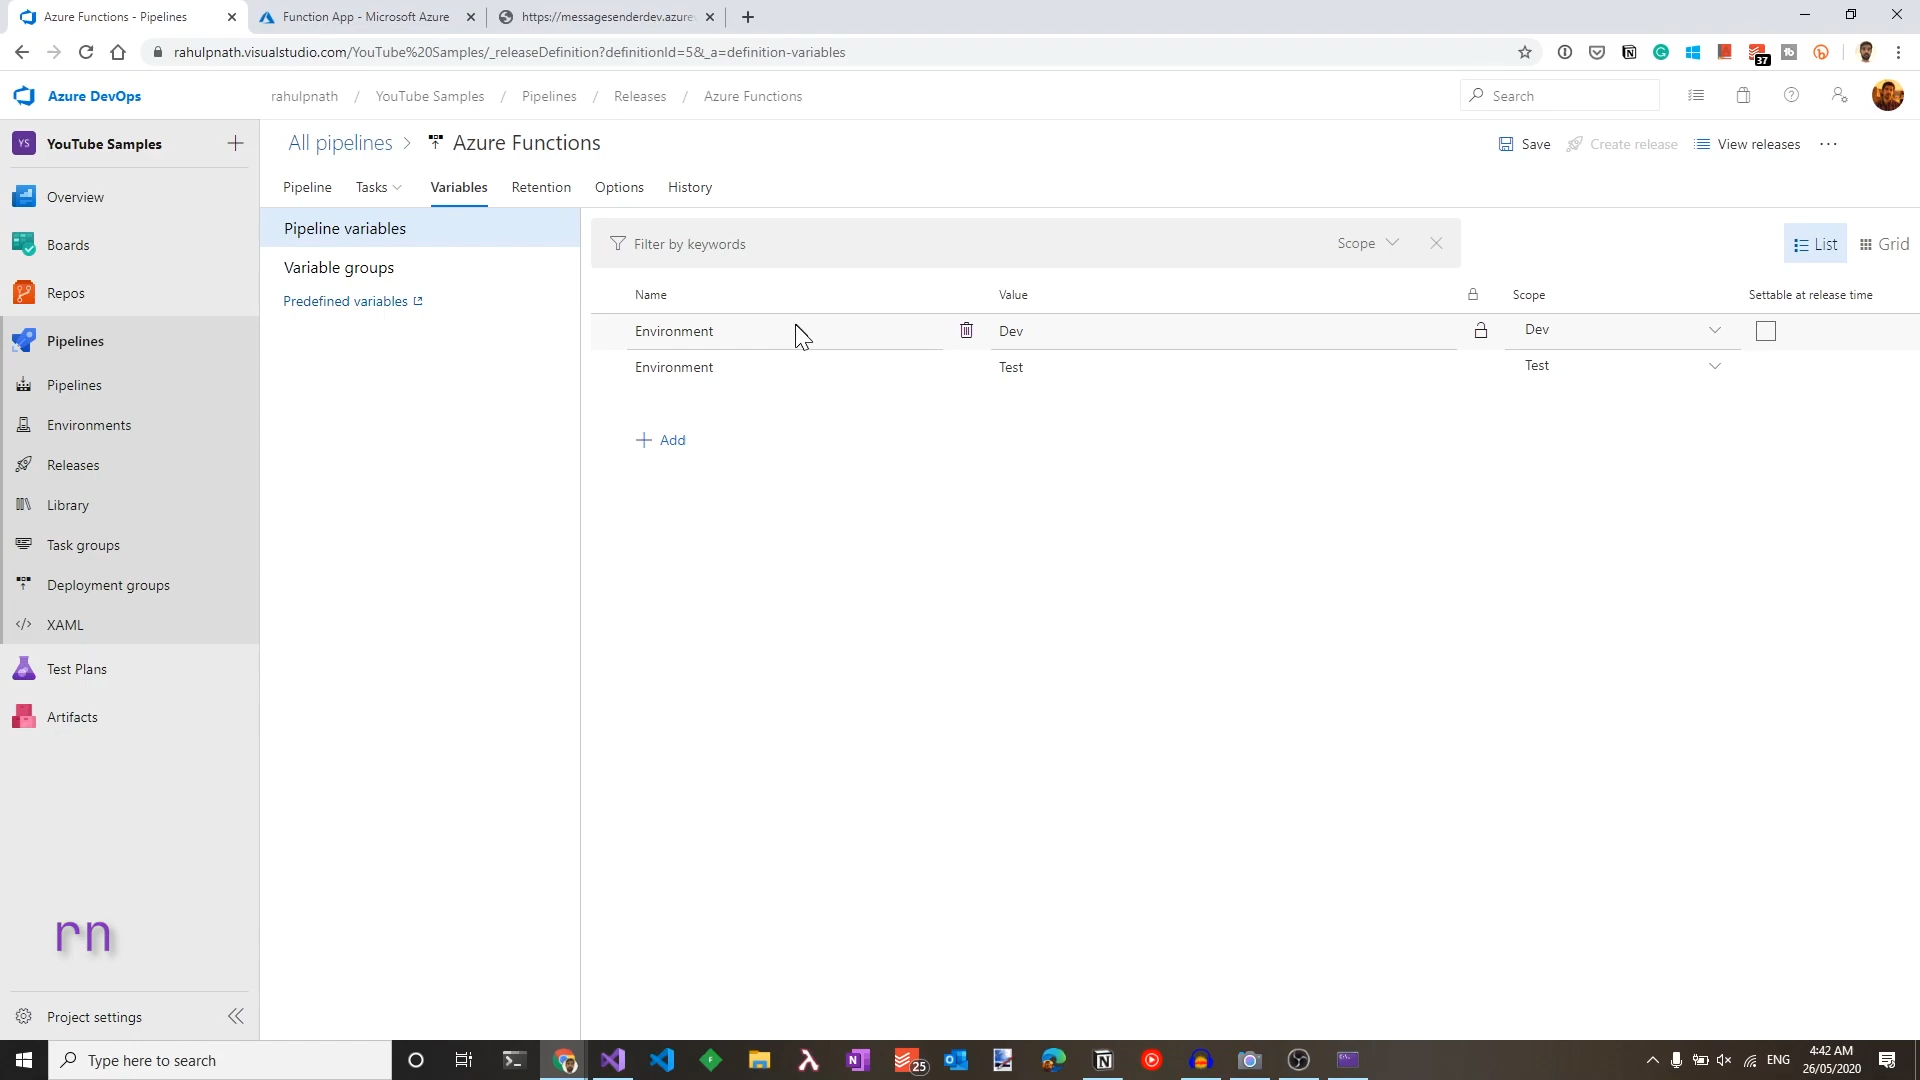 Azure Functions - Pipelines
Function App - Microsoft Azure
https://messagesenderdev.azure
rahulpnath.visualstudio.com/YouTube%20Samples/_releaseDefinition?definitionId=5&_a=definition-variables
37
Azure DevOps
rahulpnath / YouTube Samples / Pipelines / Releases / Azure Functions
Search
YS
YouTube Samples
All pipelines > Azure Functions
Save
Create release
View releases
Pipeline
Tasks
Variables
Retention
Options
History
Overview
Boards
Repos
Pipelines
Pipelines
Environments
Releases
Library
Task groups
Deployment groups
XAML
Test Plans
Artifacts
rn
Project settings
Pipeline variables
Variable groups
Predefined variables
Filter by keywords
Scope
List
Grid
Name
Value
Scope
Settable at release time
Environment
Dev
Dev
Environment
Test
Test
Add
Type here to search
25
ENG
4:42 AM
26/05/2020